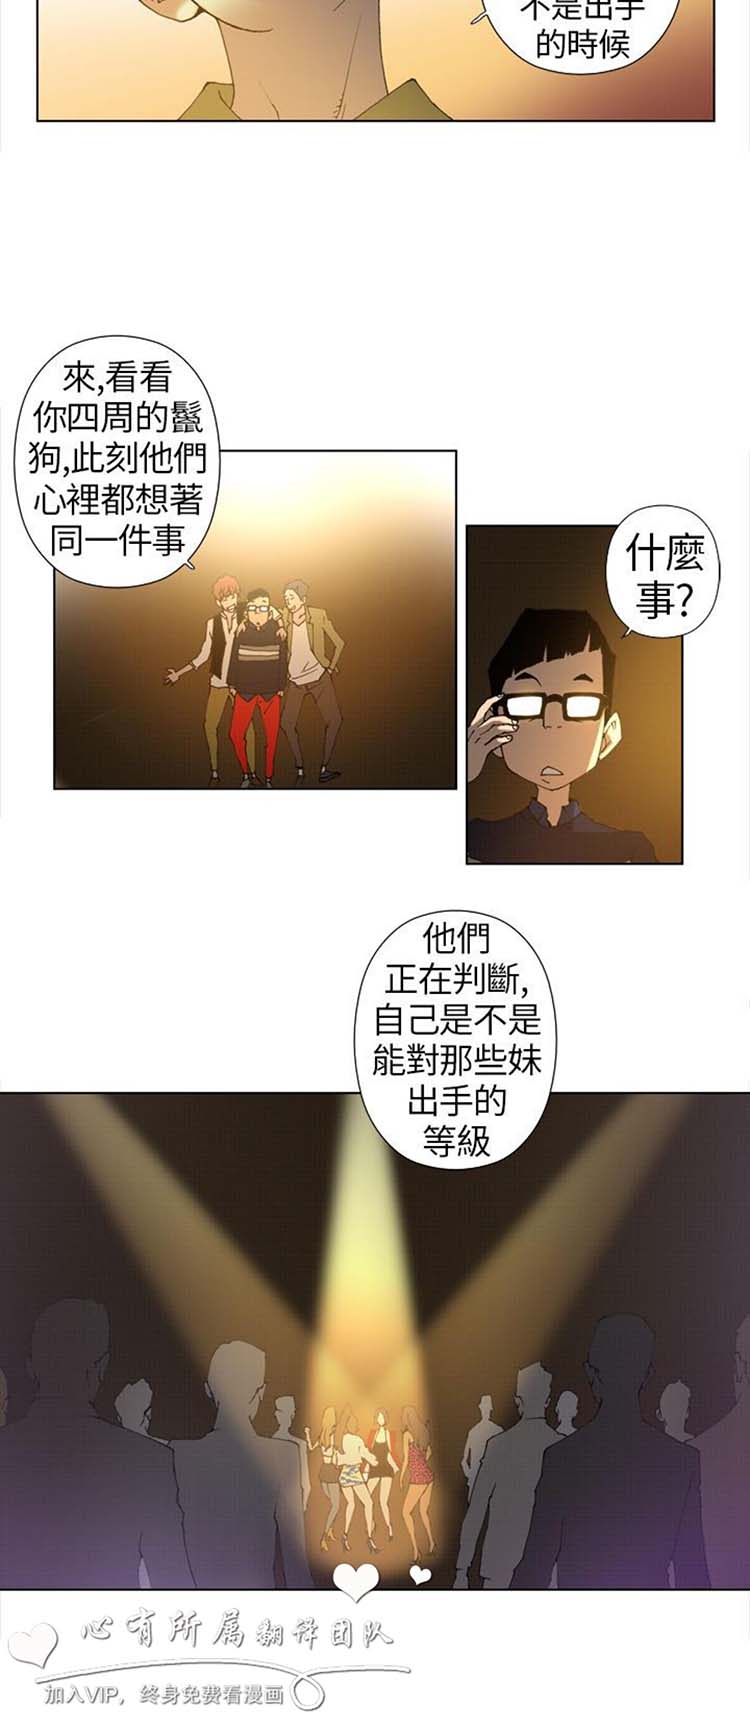 不是出手
的時候
來,看看
你四周的鬣
狗,此刻他們
心裡都想著
同一件事
什麼
事?
他們
正在判斷,
自己是不是
能對那些妹
出手的
等級
心有所属翻译团队
加入VIP，终身免费看漫画